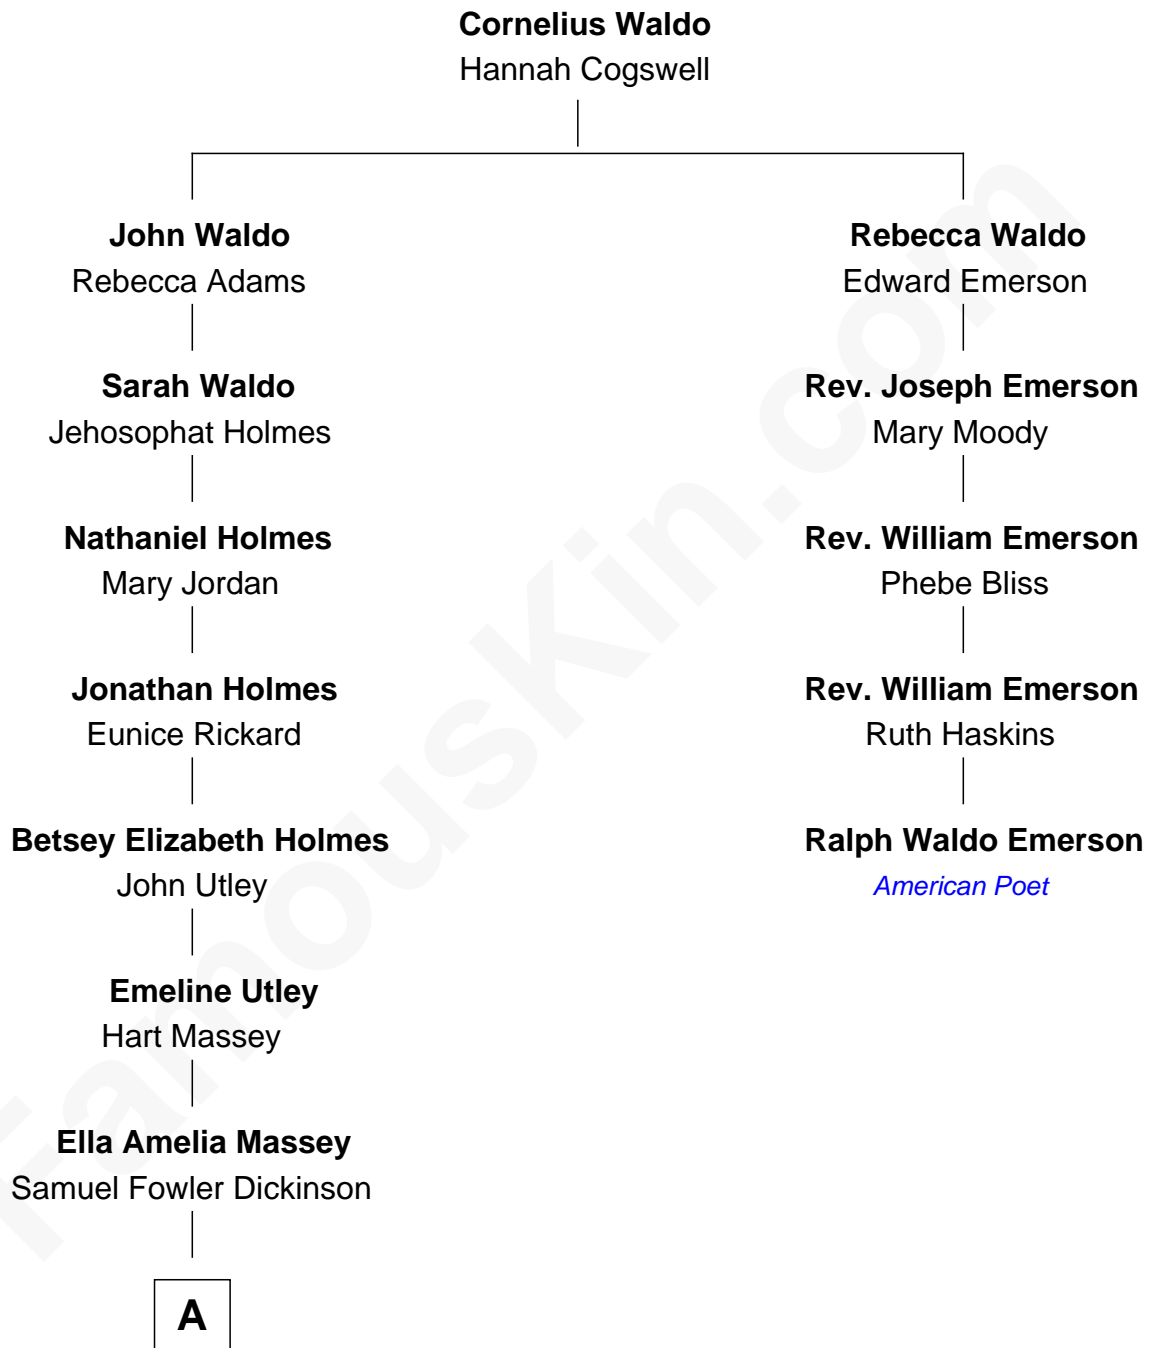 Cornelius Waldo
Hannah Cogswell
John Waldo
Rebecca Adams
Rebecca Waldo
Edward Emerson
Sarah Waldo
Jehosophat Holmes
Rev. Joseph Emerson
Mary Moody
Nathaniel Holmes
Mary Jordan
Rev. William Emerson
Phebe Bliss
Jonathan Holmes
Eunice Rickard
Rev. William Emerson
Ruth Haskins
Betsey Elizabeth Holmes
John Utley
Ralph Waldo Emerson
American Poet
Emeline Utley
Hart Massey
Ella Amelia Massey
Samuel Fowler Dickinson
A
FamousKin.com